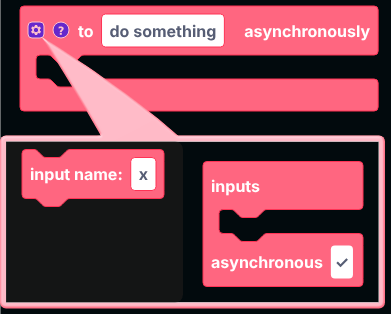 ? to do something asynchronously
input name: x
inputs
asynchronous ✓